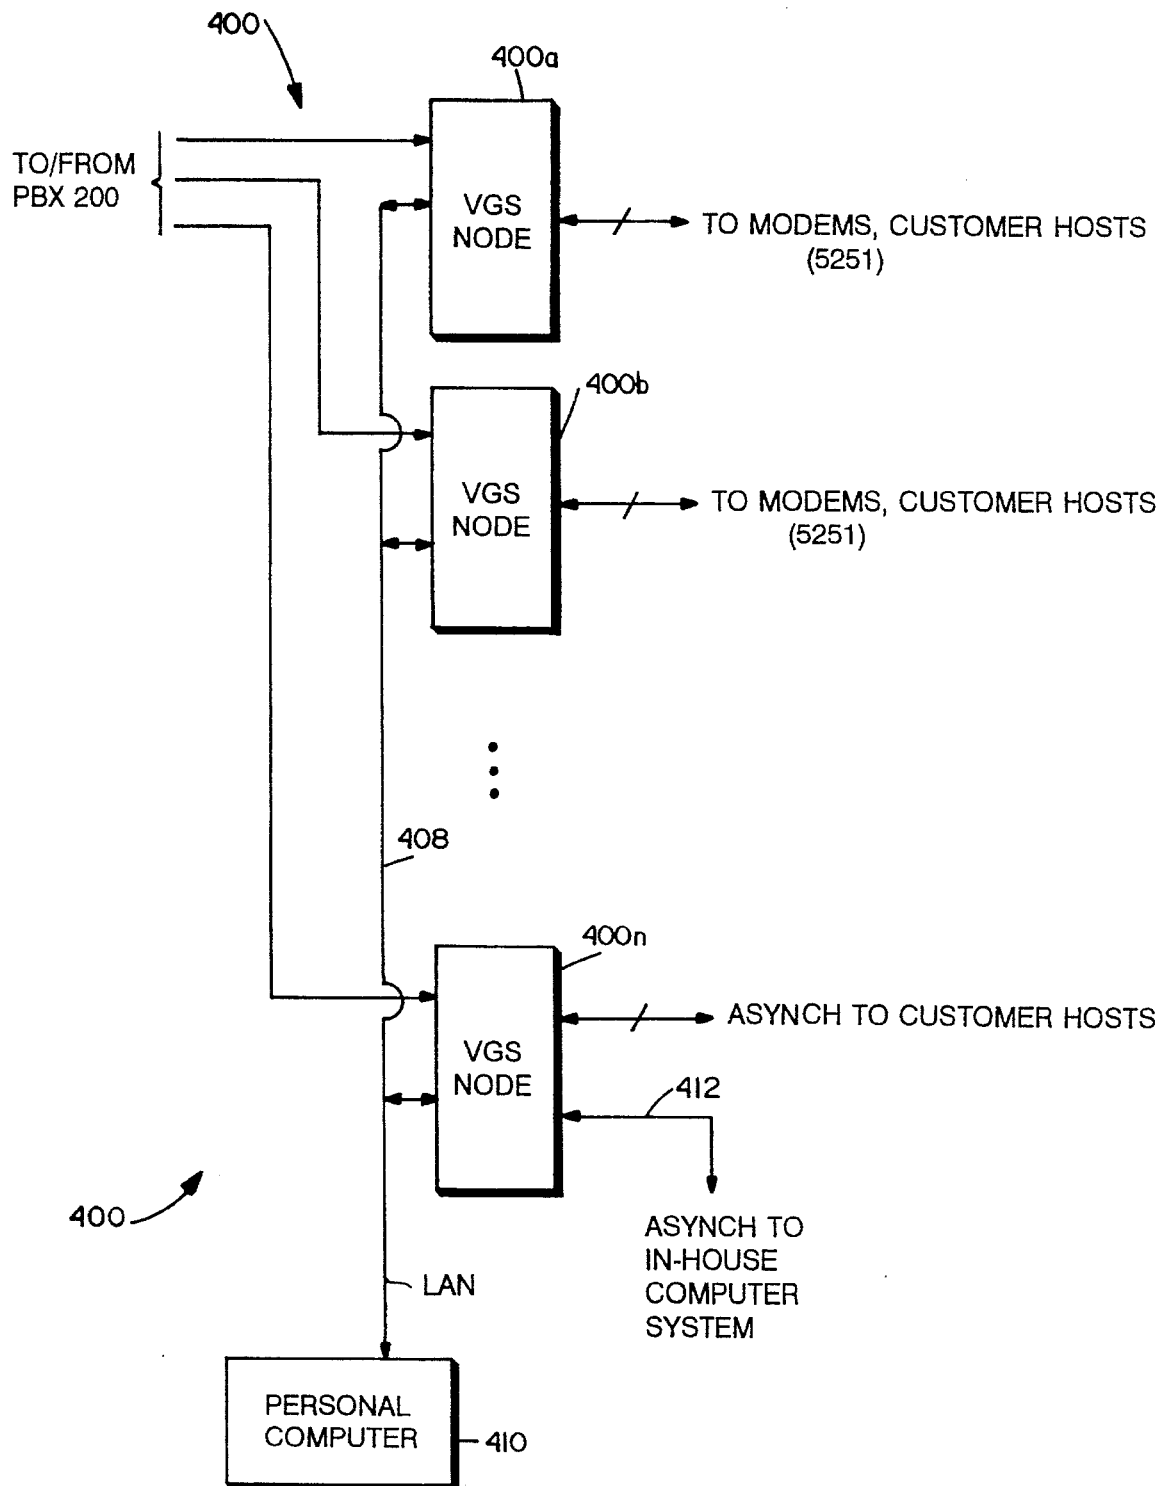 400
400a
TO/FROM
PBX 200
VGS
NODE
TO MODEMS, CUSTOMER HOSTS
(5251)
400b
VGS
NODE
TO MODEMS, CUSTOMER HOSTS
(5251)
408
400n
VGS
NODE
ASYNCH TO CUSTOMER HOSTS
412
400
ASYNCH TO
IN-HOUSE
COMPUTER
SYSTEM
LAN
PERSONAL
COMPUTER
410